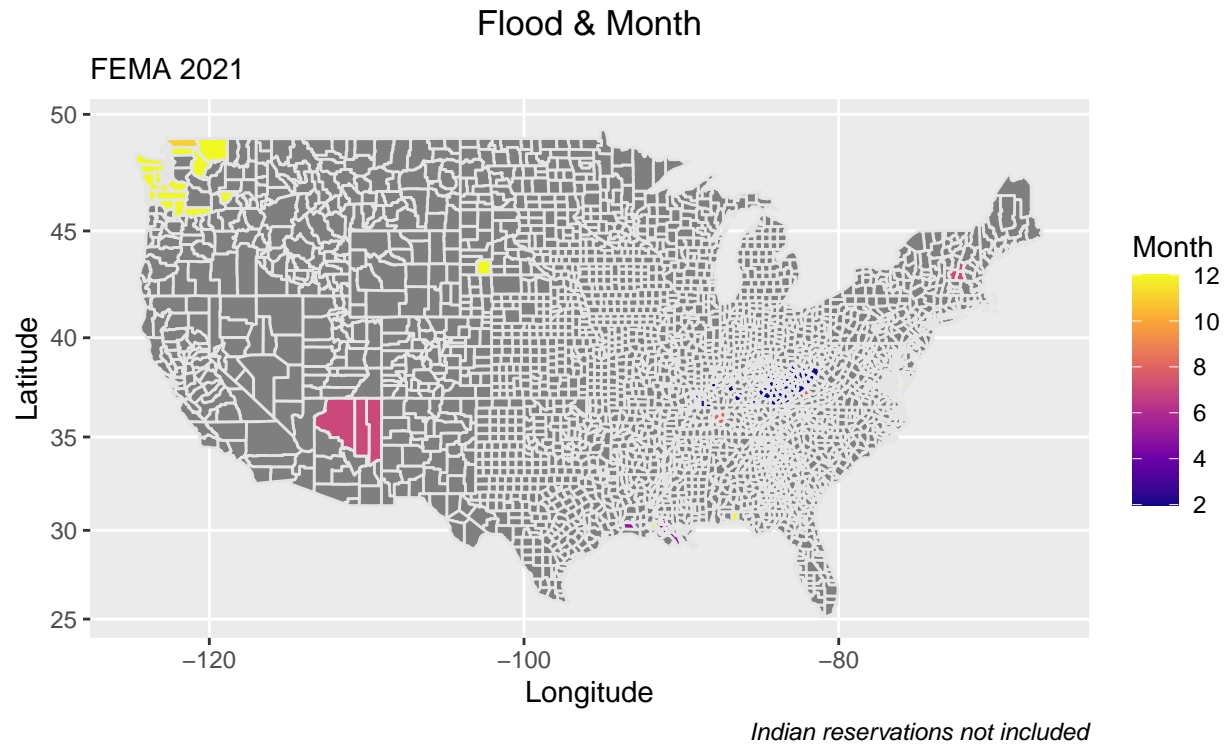 Flood & Month
FEMA 2021
50
45
40
35
30
25
Latitude
−120
−100
−80
Longitude
Month
12
10
8
6
4
2
Indian reservations not included